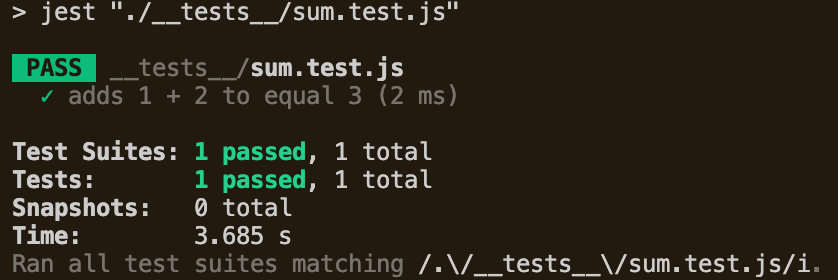 > jest "./__tests__/sum.test.js"
PASS __tests__/sum.test.js
✓ adds 1 + 2 to equal 3 (2 ms)
Test Suites: 1 passed, 1 total
Tests: 1 passed, 1 total
Snapshots: 0 total
Time: 3.685 s
Ran all test suites matching /.\/__tests__\/sum.test.js/i.